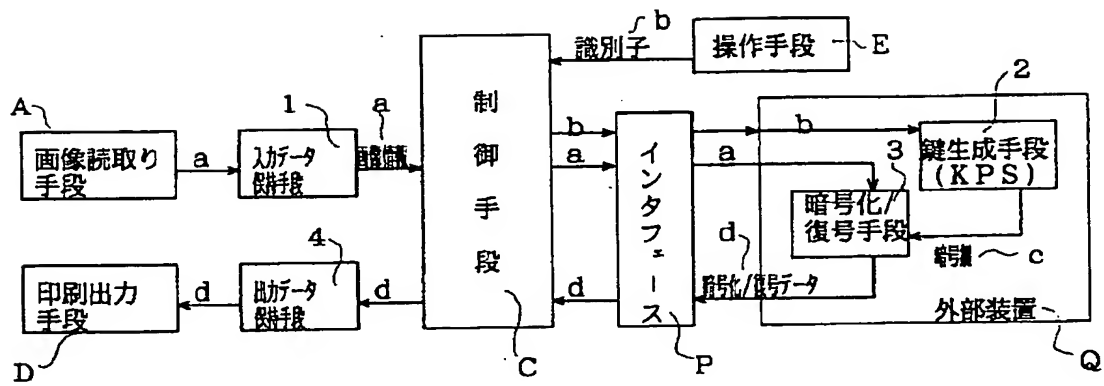 A
画像読取り
手段
a
1
入力データ
保持手段
a
画像情報
制御手段
b
識別子
操作手段
E
b
a
インタフェース
b
a
2
鍵生成手段
(KPS)
3
暗号化/
復号手段
暗号鍵
c
d
暗号化/復号データ
外部装置
Q
印刷出力
手段
D
d
4
出力データ
保持手段
d
C
d
P